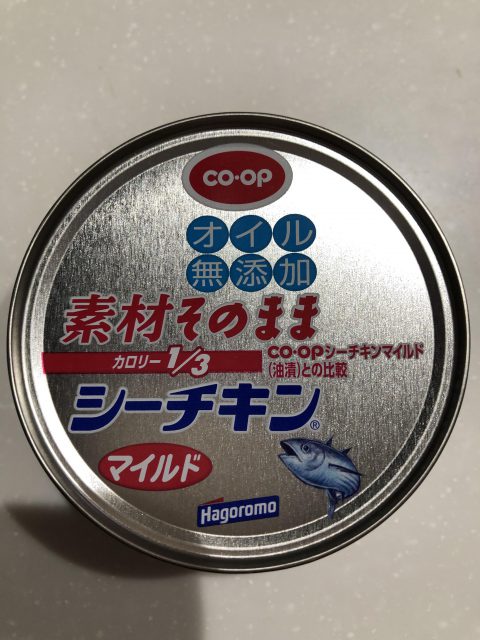 CO·OP
オイル
無添加
素材そのまま
カロリー1/3
CO·OPシーチキンマイルド
(油漬)との比較
シーチキン®
マイルド
Hagoromo